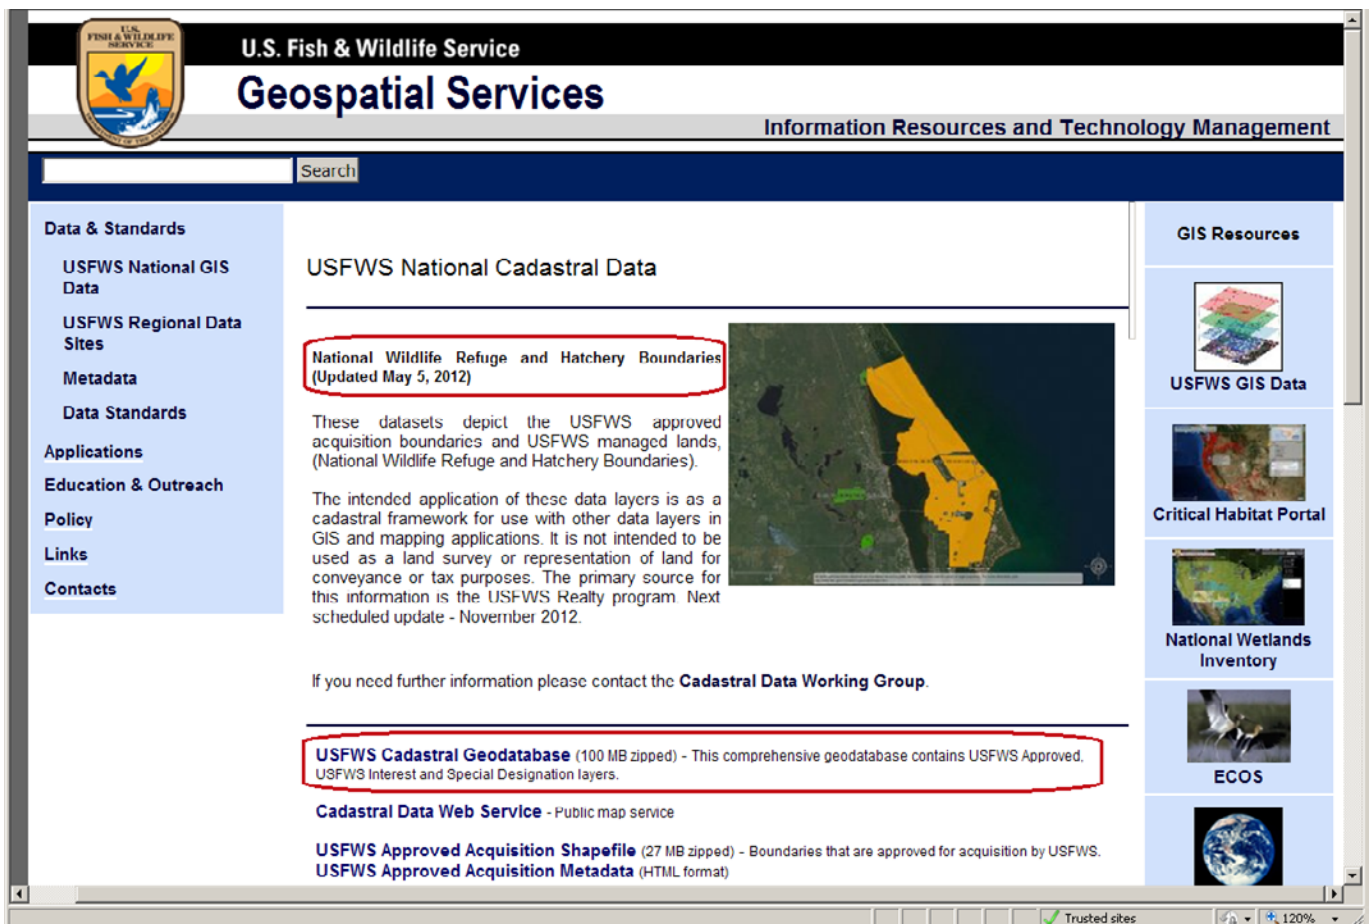 U.S.
FISH & WILDLIFE
SERVICE
U.S. Fish & Wildlife Service
Geospatial Services
Information Resources and Technology Management
Search
Data & Standards
USFWS National GIS
Data
USFWS Regional Data
Sites
Metadata
Data Standards
Applications
Education & Outreach
Policy
Links
Contacts
USFWS National Cadastral Data
National Wildlife Refuge and Hatchery Boundaries
(Updated May 5, 2012)
These datasets depict the USFWS approved
acquisition boundaries and USFWS managed lands,
(National Wildlife Refuge and Hatchery Boundaries).
The intended application of these data layers is as a
cadastral framework for use with other data layers in
GIS and mapping applications. It is not intended to be
used as a land survey or representation of land for
conveyance or tax purposes. The primary source for
this information is the USFWS Realty program. Next
scheduled update - November 2012.
If you need further information please contact the Cadastral Data Working Group.
USFWS Cadastral Geodatabase (100 MB zipped) - This comprehensive geodatabase contains USFWS Approved,
USFWS Interest and Special Designation layers.
Cadastral Data Web Service - Public map service
USFWS Approved Acquisition Shapefile (27 MB zipped) - Boundaries that are approved for acquisition by USFWS.
USFWS Approved Acquisition Metadata (HTML format)
GIS Resources
USFWS GIS Data
Critical Habitat Portal
National Wetlands
Inventory
ECOS
Trusted sites
120%